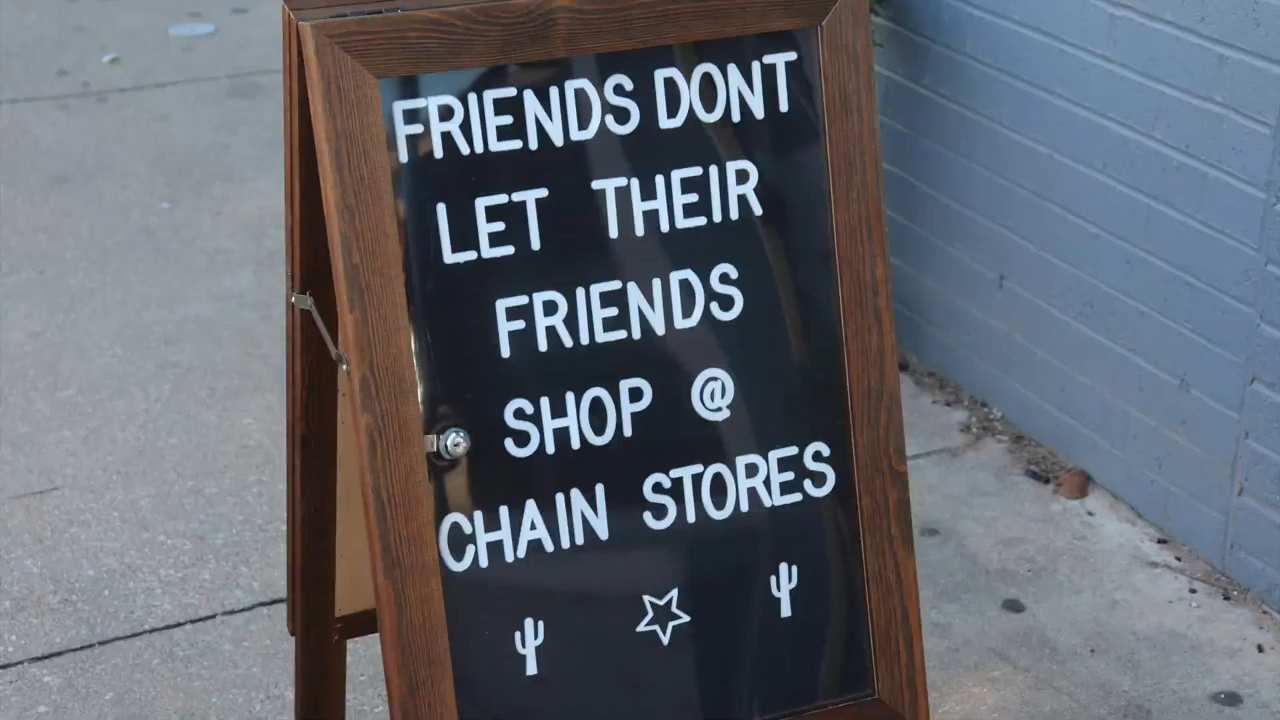 FRIENDS DONT
LET THEIR
FRIENDS
SHOP @
CHAIN STORES